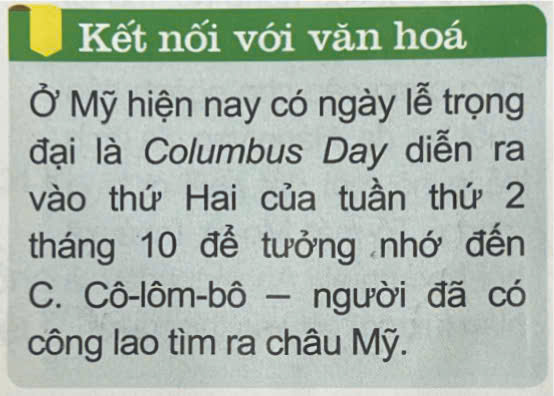 Kết nối với văn hoá
Ở Mỹ hiện nay có ngày lễ trọng
đại là Columbus Day diễn ra
vào thứ Hai của tuần thứ 2
tháng 10 để tưởng nhớ đến
C. Cô-lôm-bô – người đã có
công lao tìm ra châu Mỹ.